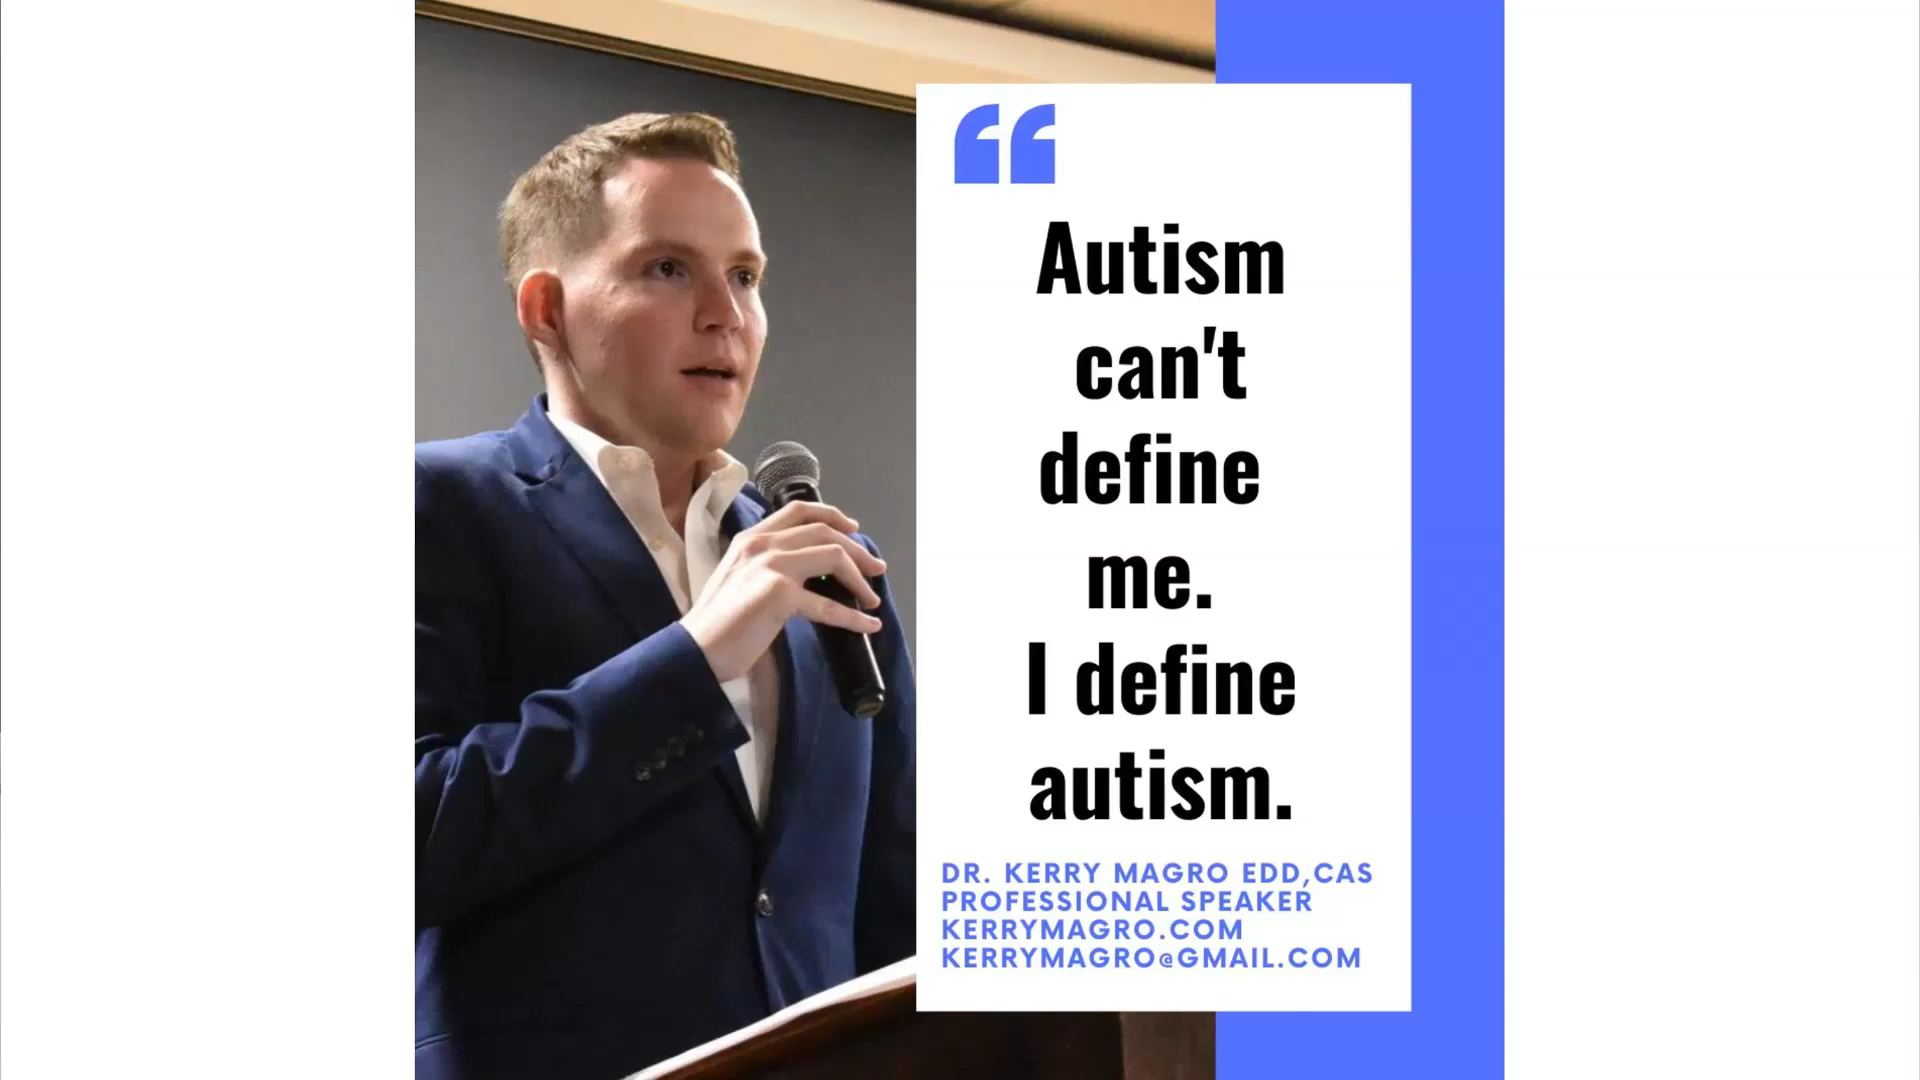 “
Autism
can't
define
me.
I define
autism.
DR. KERRY MAGRO EDD,CAS
PROFESSIONAL SPEAKER
KERRYMAGRO.COM
KERRYMAGRO@GMAIL.COM